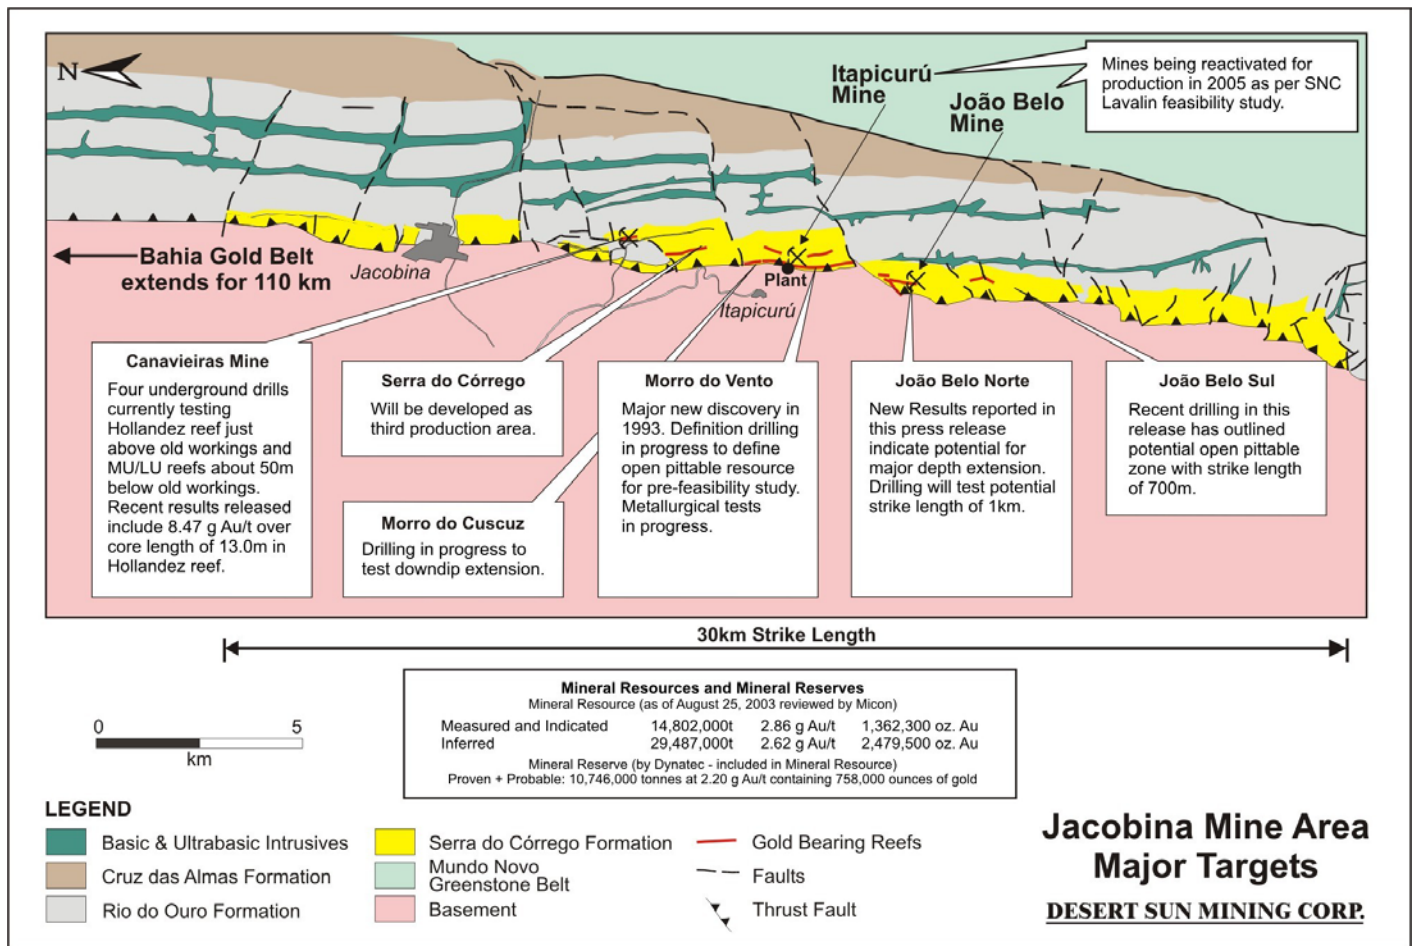 N
Itapicurú
Mine
João Belo
Mine
Mines being reactivated for
production in 2005 as per SNC
Lavalin feasibility study.
Bahia Gold Belt
extends for 110 km
Jacobina
Plant
Itapicurú
Canavieiras Mine
Four underground drills
currently testing
Hollandez reef just
above old workings and
MU/LU reefs about 50m
below old workings.
Recent results released
include 8.47 g Au/t over
core length of 13.0m in
Hollandez reef.
Serra do Córrego
Will be developed as
third production area.
Morro do Cuscuz
Drilling in progress to
test downdip extension.
Morro do Vento
Major new discovery in
1993. Definition drilling
in progress to define
open pittable resource
for pre-feasibility study.
Metallurgical tests
in progress.
João Belo Norte
New Results reported in
this press release
indicate potential for
major depth extension.
Drilling will test potential
strike length of 1km.
João Belo Sul
Recent drilling in this
release has outlined
potential open pittable
zone with strike length
of 700m.
30km Strike Length
0 5
km
Mineral Resources and Mineral Reserves
Mineral Resource (as of August 25, 2003 reviewed by Micon)
Measured and Indicated 14,802,000t 2.86 g Au/t 1,362,300 oz. Au
Inferred 29,487,000t 2.62 g Au/t 2,479,500 oz. Au
Mineral Reserve (by Dynatec - included in Mineral Resource)
Proven + Probable: 10,746,000 tonnes at 2.20 g Au/t containing 758,000 ounces of gold
LEGEND
Basic & Ultrabasic Intrusives
Cruz das Almas Formation
Rio do Ouro Formation
Serra do Córrego Formation
Mundo Novo
Greenstone Belt
Basement
Gold Bearing Reefs
Faults
Thrust Fault
Jacobina Mine Area
Major Targets
DESERT SUN MINING CORP.